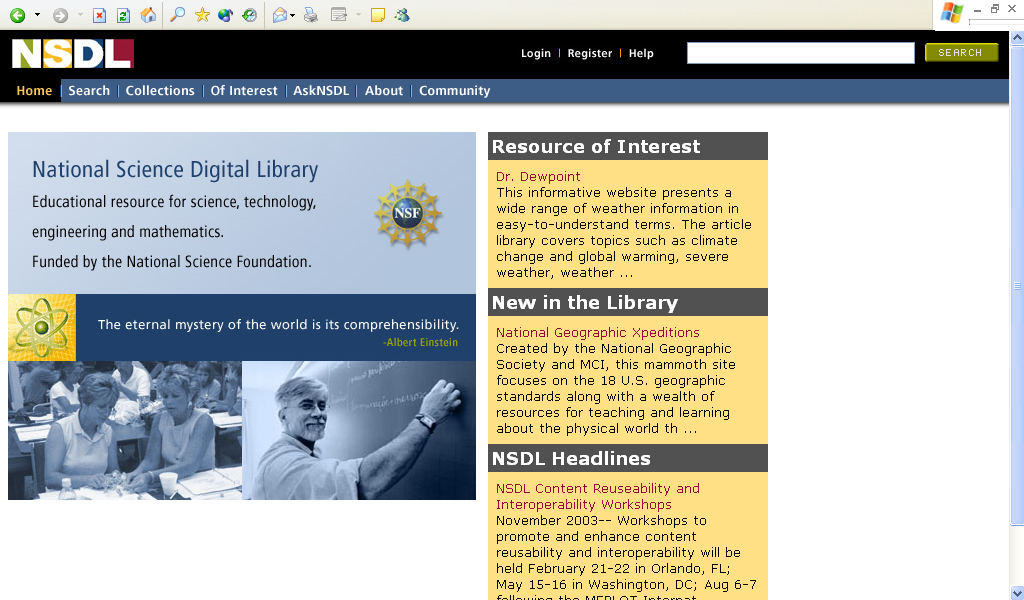 NSDL
Login | Register | Help
SEARCH
Home | Search | Collections | Of Interest | AskNSDL | About | Community
National Science Digital Library
Educational resource for science, technology,
engineering and mathematics.
Funded by the National Science Foundation.
NSF
The eternal mystery of the world is its comprehensibility.
-Albert Einstein
Resource of Interest
Dr. Dewpoint
This informative website presents a
wide range of weather information in
easy-to-understand terms. The article
library covers topics such as climate
change and global warming, severe
weather, weather ...
New in the Library
National Geographic Xpeditions
Created by the National Geographic
Society and MCI, this mammoth site
focuses on the 18 U.S. geographic
standards along with a wealth of
resources for teaching and learning
about the physical world th ...
NSDL Headlines
NSDL Content Reuseability and
Interoperability Workshops
November 2003-- Workshops to
promote and enhance content
reusability and interoperability will be
held February 21-22 in Orlando, FL;
May 15-16 in Washington, DC; Aug 6-7
following the MERLOT Internat